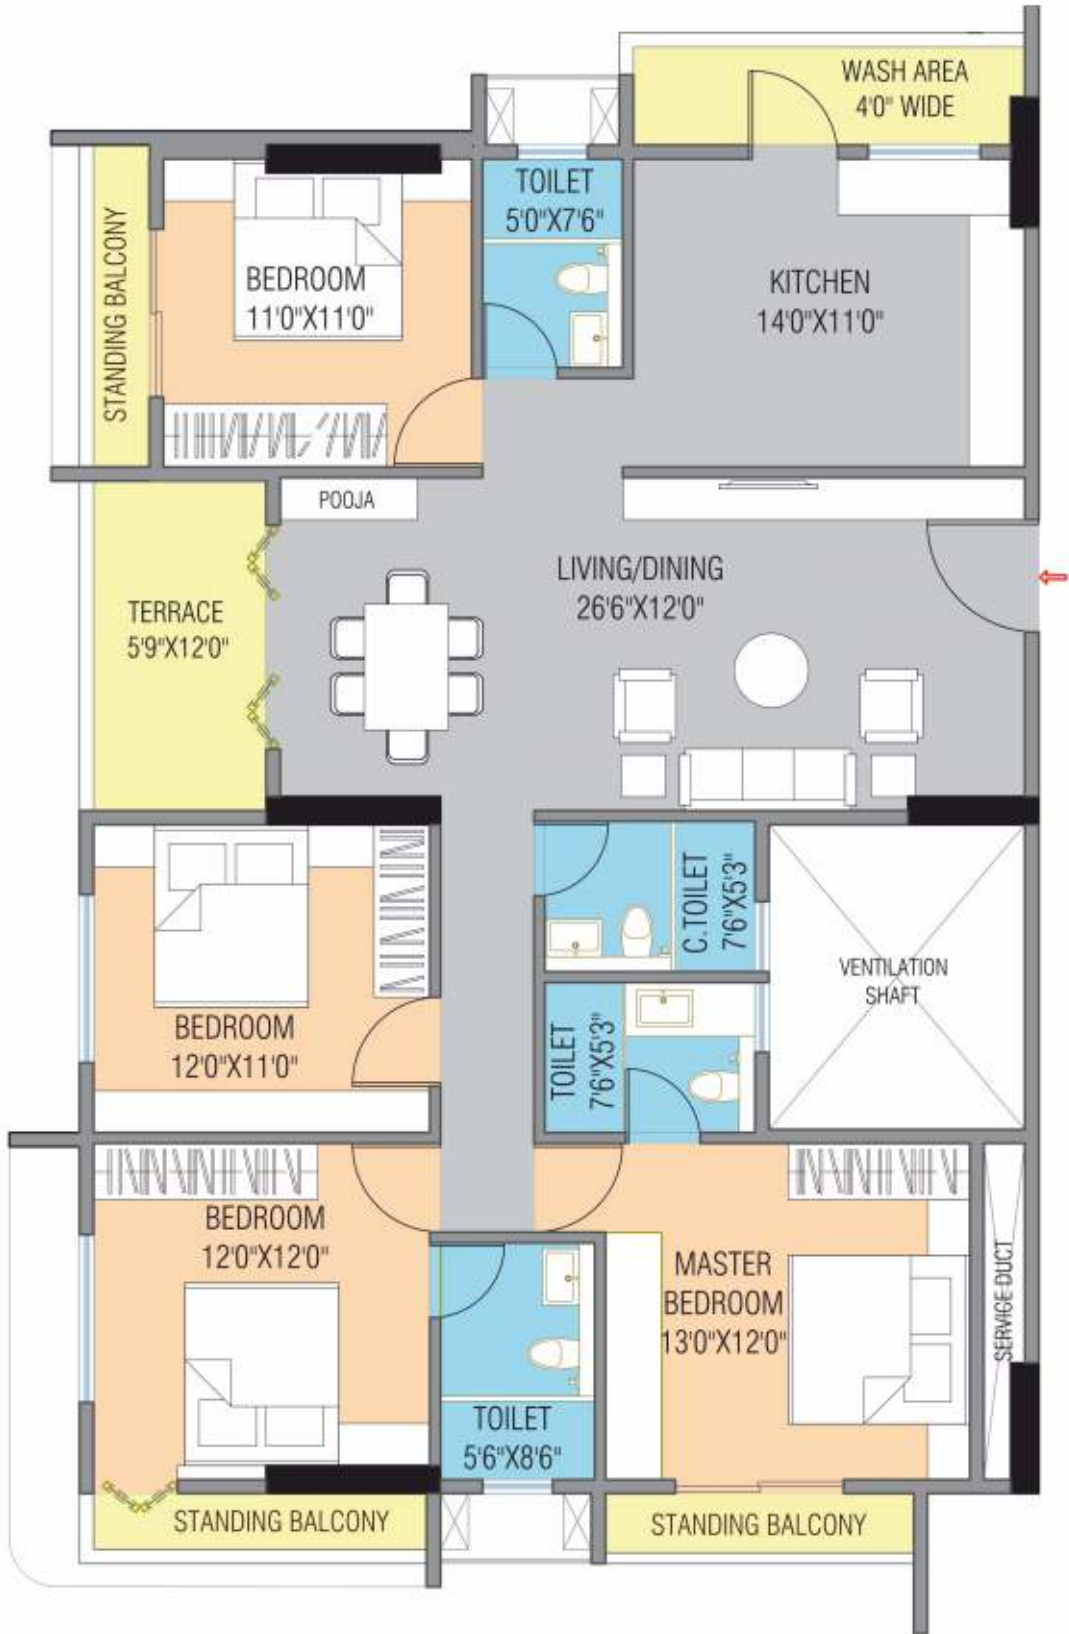 WASH AREA
4'0" WIDE
TOILET
5'0"X7'6"
STANDING BALCONY
BEDROOM
11'0"X11'0"
KITCHEN
14'0"X11'0"
POOJA
LIVING/DINING
26'6"X12'0"
TERRACE
5'9"X12'0"
C.TOILET
7'6"X5'3"
VENTILATION
SHAFT
BEDROOM
12'0"X11'0"
TOILET
7'6"X5'3"
BEDROOM
12'0"X12'0"
MASTER
BEDROOM
13'0"X12'0"
SERVICE DUCT
TOILET
5'6"X8'6"
STANDING BALCONY
STANDING BALCONY